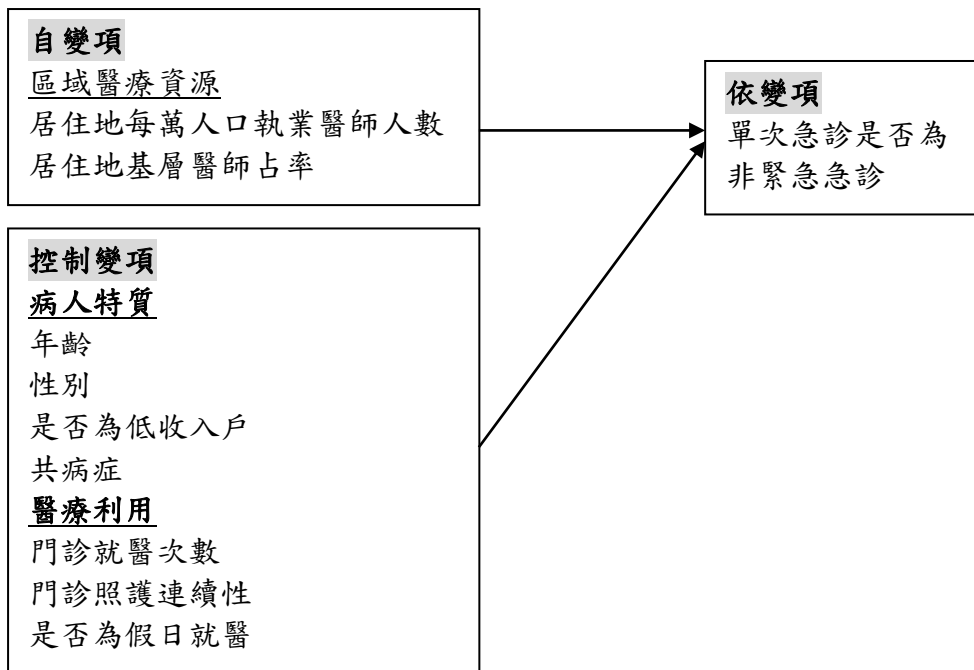 自變項
區域醫療資源
居住地每萬人口執業醫師人數
居住地基層醫師占率
依變項
單次急診是否為
非緊急急診
控制變項
病人特質
年齡
性別
是否為低收入戶
共病症
醫療利用
門診就醫次數
門診照護連續性
是否為假日就醫